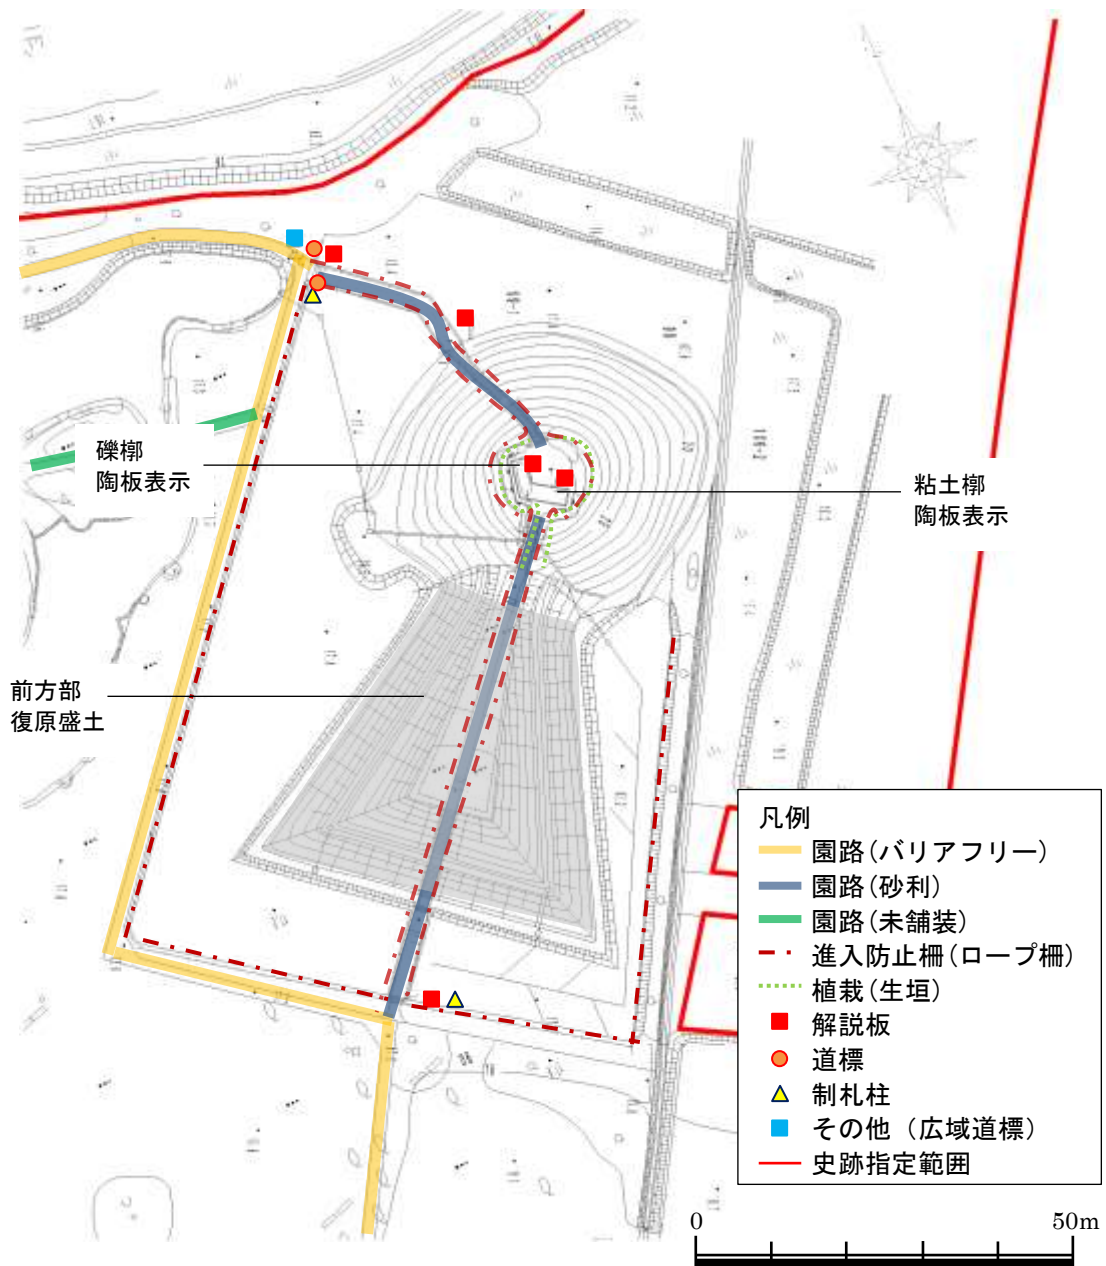 礫槨
陶板表示
粘土槨
陶板表示
前方部
復原盛土
凡例
園路（バリアフリー）
園路（砂利）
園路（未舗装）
進入防止柵（ロープ柵）
植栽（生垣）
解説板
道標
制札柱
その他（広域道標）
史跡指定範囲
0 50m